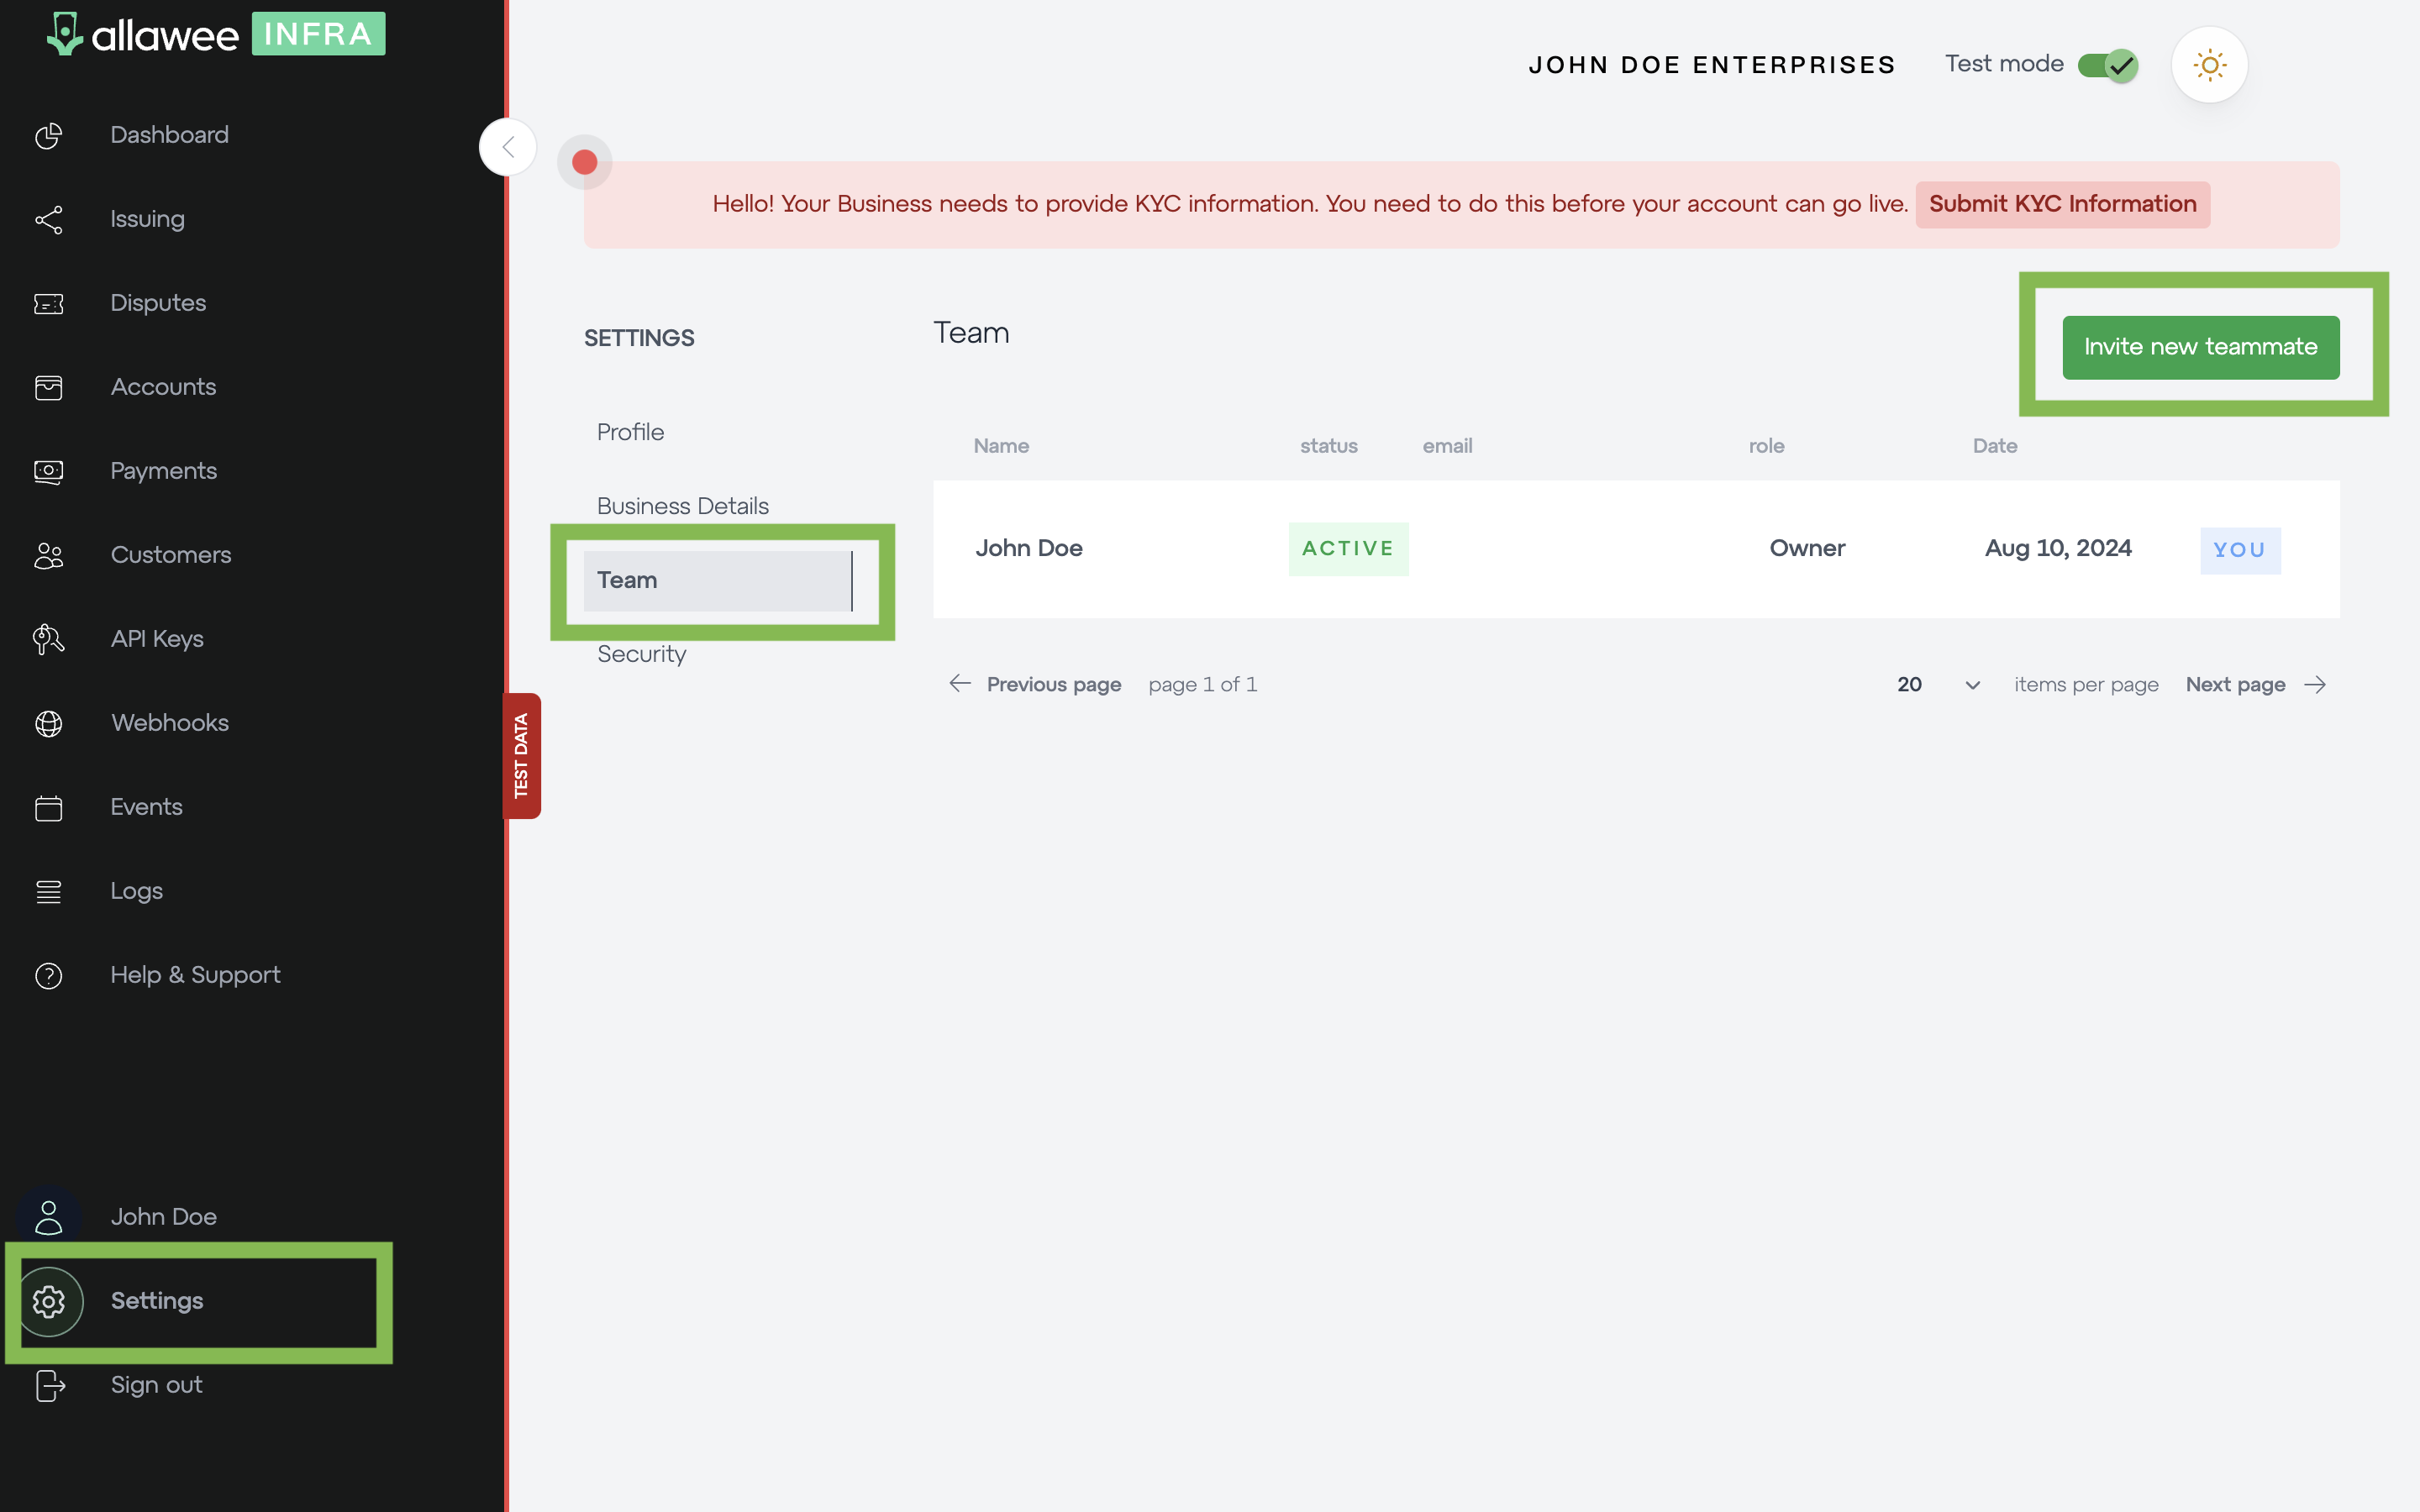 allawee INFRA
Dashboard
Issuing
Disputes
Accounts
Payments
Customers
API Keys
Webhooks
Events
Logs
Help & Support
John Doe
Settings
Sign out
TEST DATA
JOHN DOE ENTERPRISES
Test mode
Hello! Your Business needs to provide KYC information. You need to do this before your account can go live. Submit KYC Information
SETTINGS
Profile
Business Details
Team
Security
Team
Invite new teammate
Name status email role Date
John Doe ACTIVE Owner Aug 10, 2024 YOU
Previous page page 1 of 1 20 items per page Next page